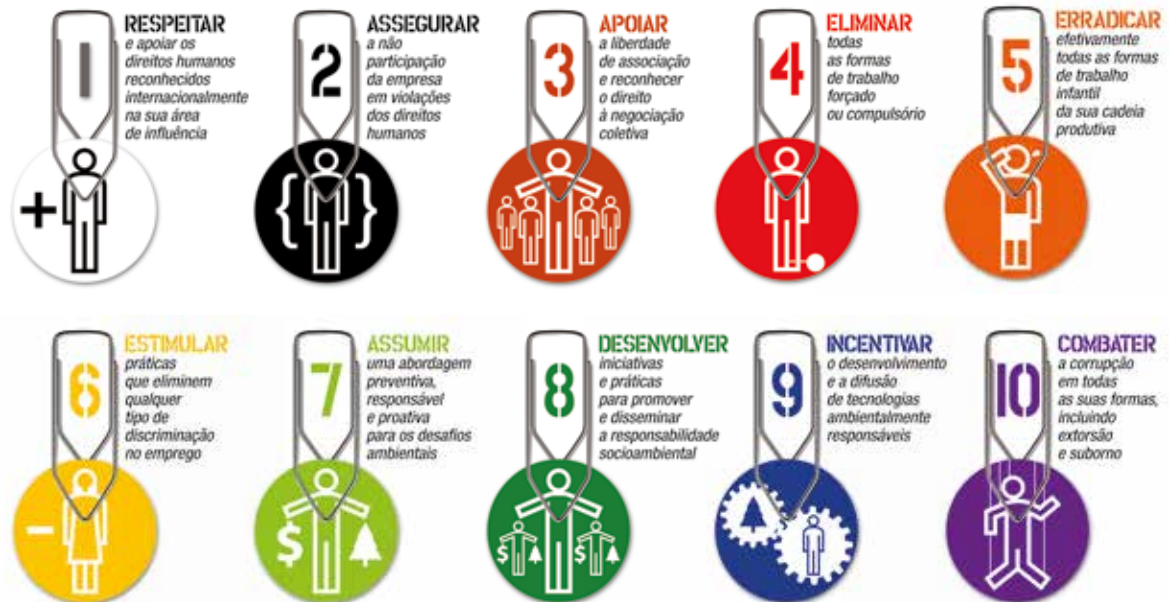 1
RESPEITAR
e apoiar os
direitos humanos
reconhecidos
internacionalmente
na sua área
de influência
2
ASSEGURAR
a não
participação
da empresa
em violações
dos direitos
humanos
3
APOIAR
a liberdade
de associação
e reconhecer
o direito
à negociação
coletiva
4
ELIMINAR
todas
as formas
de trabalho
forçado
ou compulsório
5
ERRADICAR
efetivamente
todas as formas
de trabalho
infantil
da sua cadeia
produtiva
6
ESTIMULAR
práticas
que eliminem
qualquer
tipo de
discriminação
no emprego
7
ASSUMIR
uma abordagem
preventiva,
responsável
e proativa
para os desafios
ambientais
$
8
DESENVOLVER
iniciativas
e práticas
para promover
e disseminar
a responsabilidade
socioambiental
$ $
9
INCENTIVAR
o desenvolvimento
e a difusão
de tecnologias
ambientalmente
responsáveis
10
COMBATER
a corrupção
em todas
as suas formas,
incluindo
extorsão
e suborno